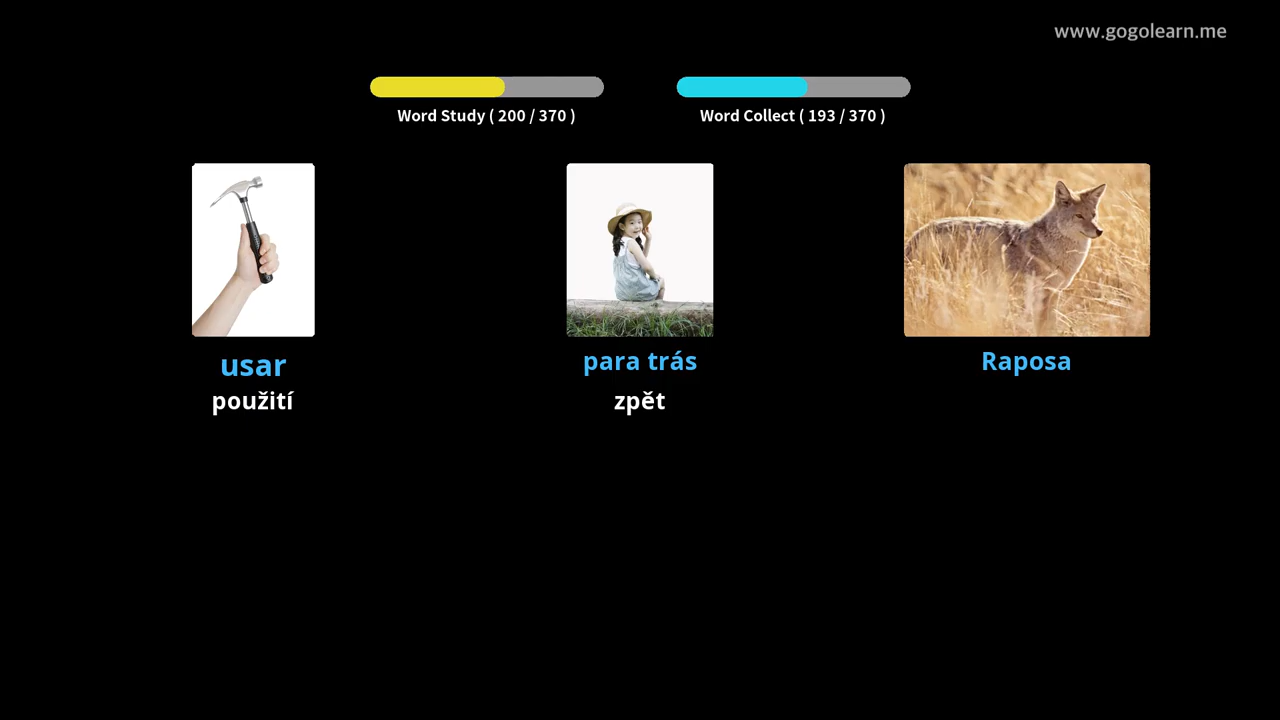 www.gogolearn.me
Word Study ( 200 / 370 )
Word Collect ( 193 / 370 )
usar
použití
para trás
zpět
Raposa